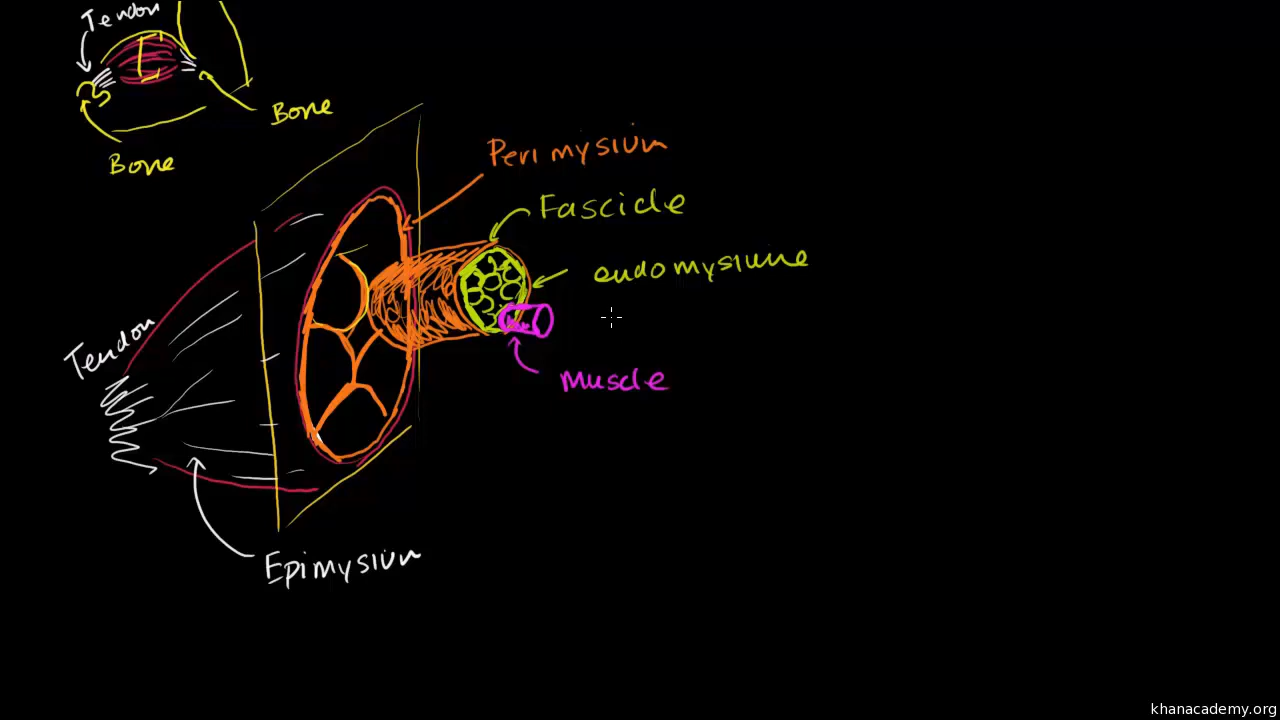 Tendon
Bone
Bone
Perimysium
Fascicle
endomysium
Tendon
Muscle
Epimysium
khanacademy.org